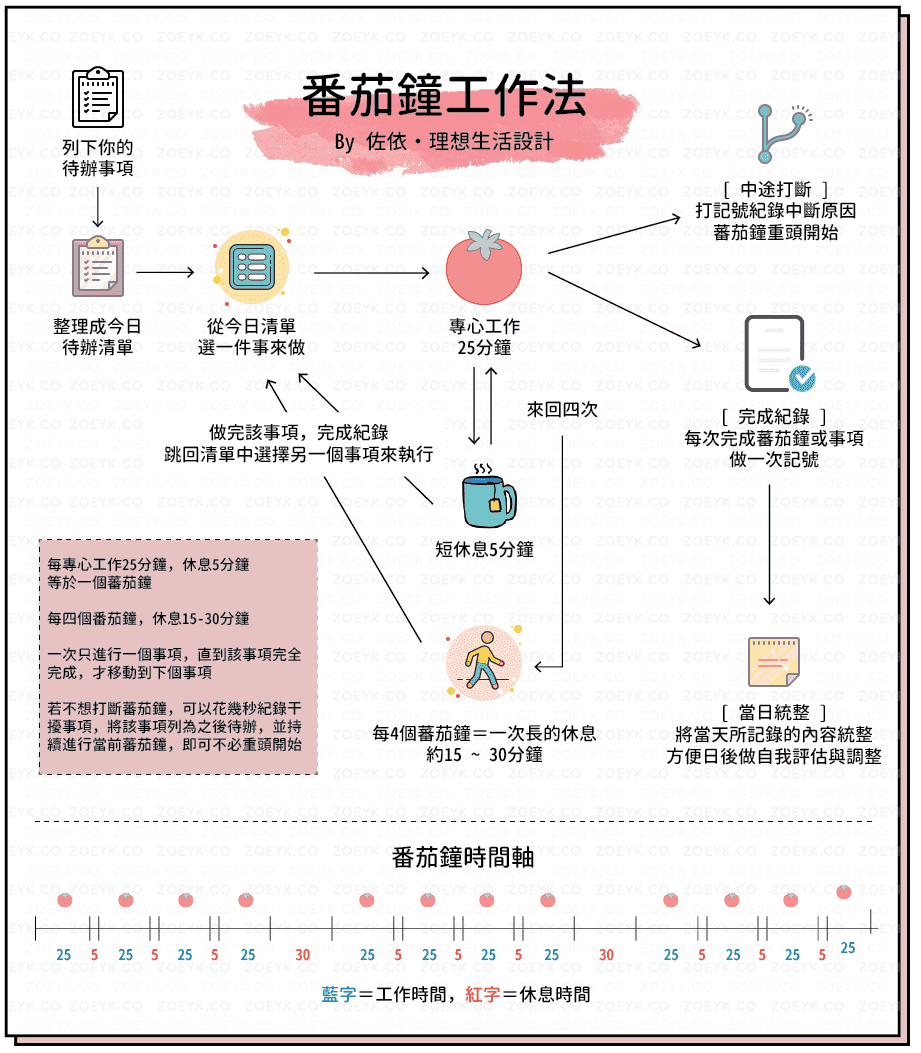 番茄鐘工作法
By 佐依·理想生活設計
列下你的
待辦事項
整理成今日
待辦清單
從今日清單
選一件事來做
專心工作
25分鐘
[ 中途打斷 ]
打記號紀錄中斷原因
蕃茄鐘重頭開始
[ 完成紀錄 ]
每次完成蕃茄鐘或事項
做一次記號
來回四次
做完該事項，完成紀錄
跳回清單中選擇另一個事項來執行
短休息5分鐘
每專心工作25分鐘，休息5分鐘
等於一個蕃茄鐘
每四個番茄鐘，休息15-30分鐘
一次只進行一個事項，直到該事項完全
完成，才移動到下個事項
若不想打斷蕃茄鐘，可以花幾秒紀錄干
擾事項，將該事項列為之後待辦，並持
續進行當前蕃茄鐘，即可不必重頭開始
每4個蕃茄鐘＝一次長的休息
約15 ~ 30分鐘
[ 當日統整 ]
將當天所記錄的內容統整
方便日後做自我評估與調整
番茄鐘時間軸
25 5 25 5 25 5 25 30 25 5 25 5 25 5 25 30 25 5 25 5 25 5 25
藍字＝工作時間，紅字＝休息時間
ZOEYK.CO